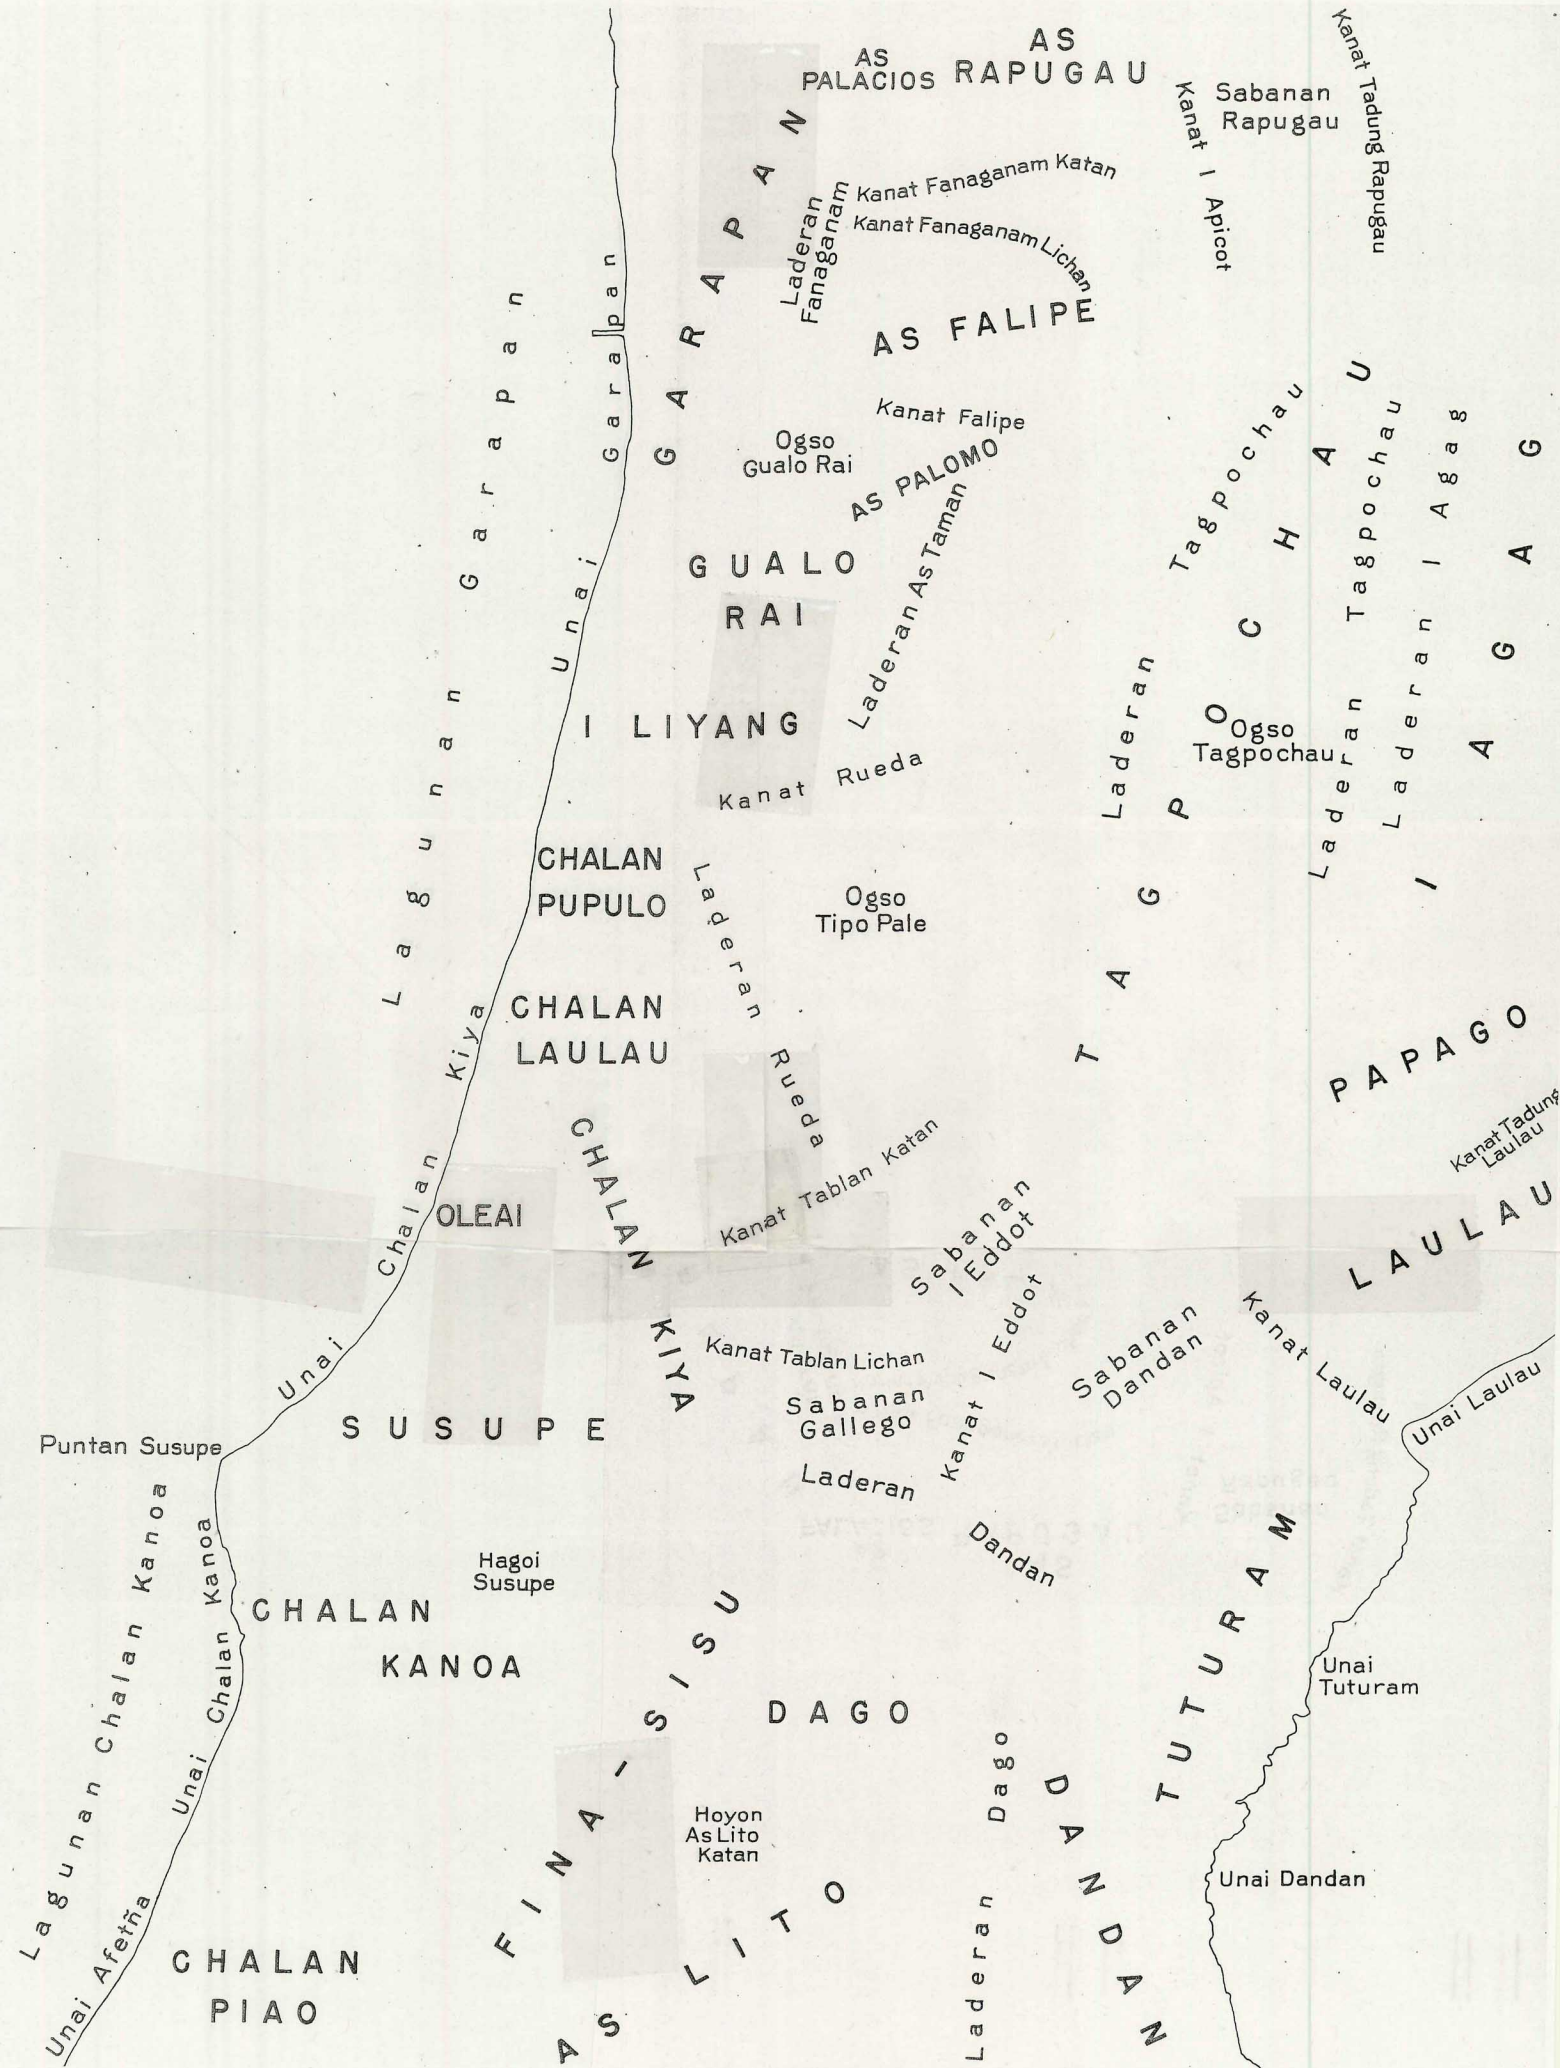 AS
PALACIOS
AS
RAPUGAU
Kanat Tadung Rapugau
Sabanan
Rapugau
Kanat I Apicot
GARAPAN
Kanat Fanaganam Katan
Laderan
Fanaganam
Kanat Fanaganam Lichan
AS FALIPE
Lagunan Garapan
Unai Garapan
Kanat Falipe
Ogso
Gualo Rai
AS PALOMO
Laderan As Taman
GUALO
RAI
Laderan Tagpochau
TAGPOCHAU
Laderan Tagpochau
Laderan I Agag
I AGAG
I LIYANG
Ogso
Tagpochau
Kanat Rueda
CHALAN
PUPULO
Laderan Rueda
Ogso
Tipo Pale
CHALAN
LAULAU
PAPAGO
Kanat Tadung
Laulau
CHALAN KIYA
Unai Chalan Kiya
OLEAI
Kanat Tablan Katan
Sabanan
I Eddot
LAULAU
Kanat I Eddot
Sabanan
Dandan
Kanat Laulau
Unai Laulau
Kanat Tablan Lichan
Sabanan
Gallego
SUSUPE
Puntan Susupe
Laderan Dandan
Lagunan Chalan Kanoa
Unai Chalan Kanoa
Unai Chalan Kanoa
Hagoi
Susupe
CHALAN
KANOA
FINA-SISU
TUTURAM
Unai
Tuturam
DAGO
Laderan Dago
DANDAN
Hoyon
As Lito
Katan
Unai Dandan
AS LITO
Unai Afetña
CHALAN
PIAO